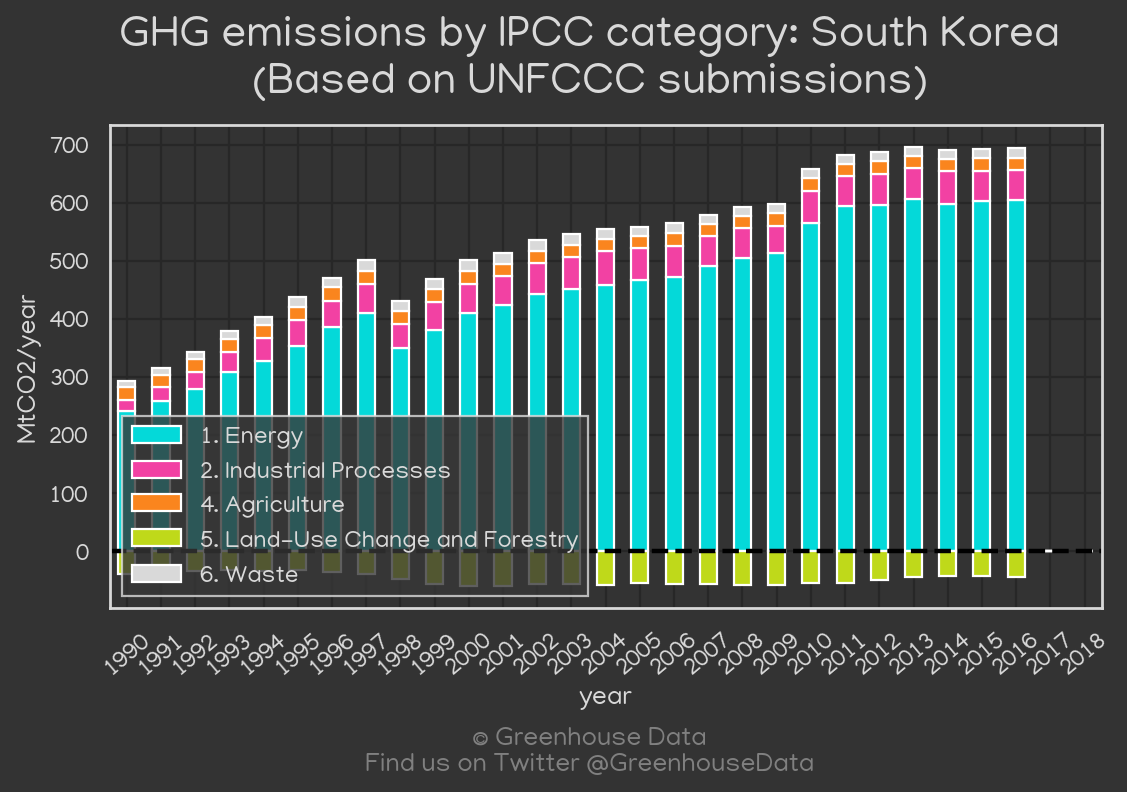 GHG emissions by IPCC category: South Korea
(Based on UNFCCC submissions)
MtCO2/year
700
600
500
400
300
200
100
0
1. Energy
2. Industrial Processes
4. Agriculture
5. Land-Use Change and Forestry
6. Waste
1990 1991 1992 1993 1994 1995 1996 1997 1998 1999 2000 2001 2002 2003 2004 2005 2006 2007 2008 2009 2010 2011 2012 2013 2014 2015 2016 2017 2018
year
© Greenhouse Data
Find us on Twitter @GreenhouseData